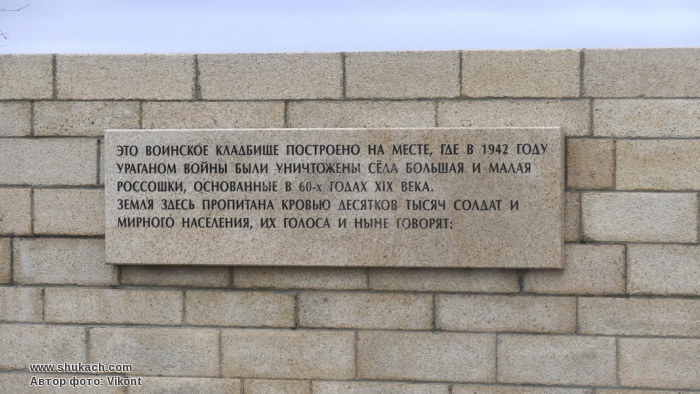 ЭТО ВОИНСКОЕ КЛАДБИЩЕ ПОСТРОЕНО НА МЕСТЕ, ГДЕ В 1942 ГОДУ
УРАГАНОМ ВОЙНЫ БЫЛИ УНИЧТОЖЕНЫ СЁЛА БОЛЬШАЯ И МАЛАЯ
РОССОШКИ, ОСНОВАННЫЕ В 60-х ГОДАХ XIX ВЕКА.
ЗЕМЛЯ ЗДЕСЬ ПРОПИТАНА КРОВЬЮ ДЕСЯТКОВ ТЫСЯЧ СОЛДАТ И
МИРНОГО НАСЕЛЕНИЯ, ИХ ГОЛОСА И НЫНЕ ГОВОРЯТ:
www.shukach.com
Автор фото: Vikont